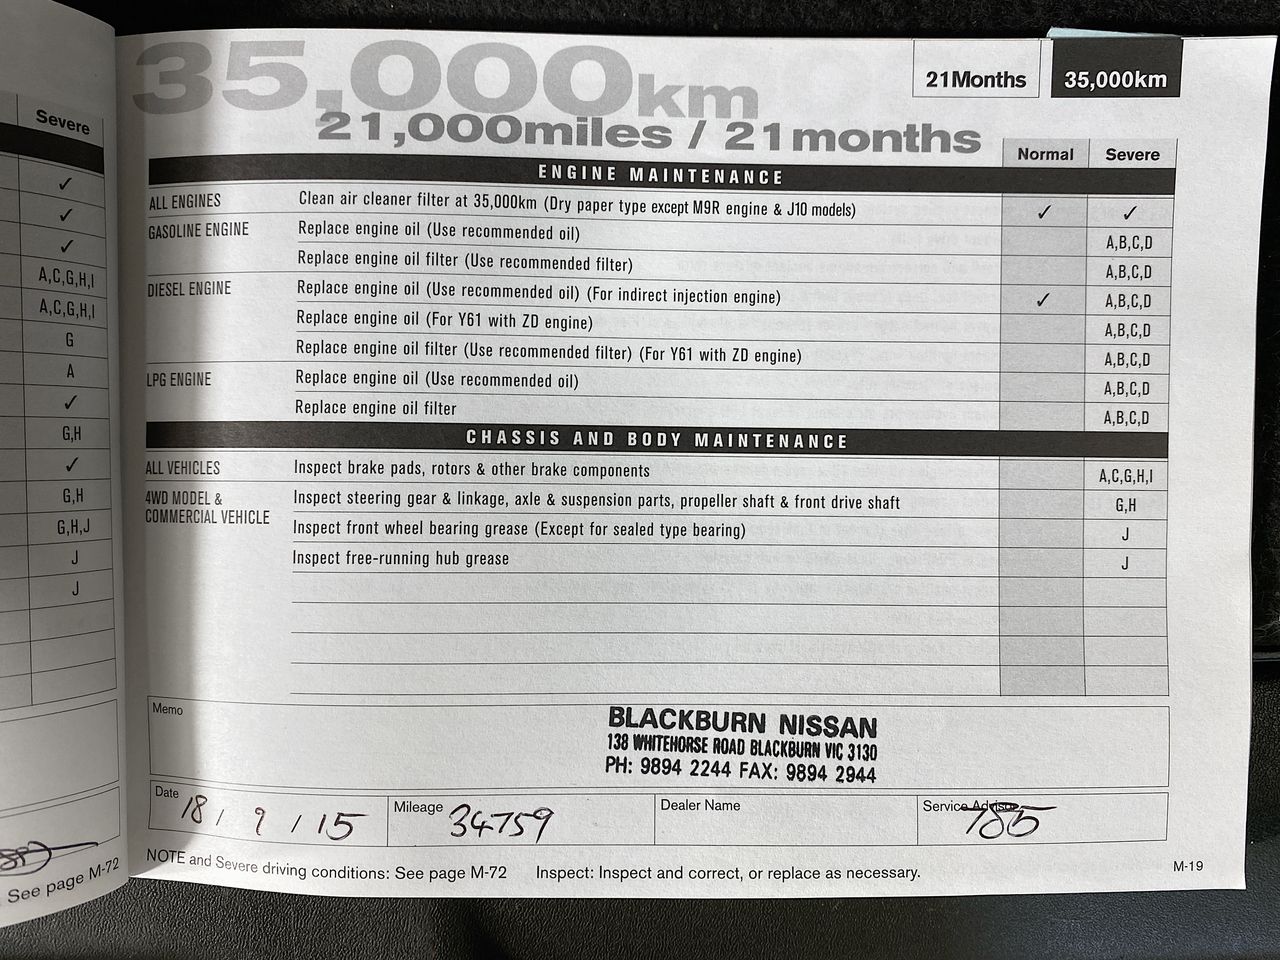 Severe
✓
✓
✓
A,C,G,H,I
A,C,G,H,I
G
A
✓
G,H
✓
G,H
G,H,J
J
J
See page M-72
35,000km
21,000miles / 21months
21Months 35,000km
Normal Severe
ENGINE MAINTENANCE
ALL ENGINES Clean air cleaner filter at 35,000km (Dry paper type except M9R engine & J10 models) ✓ ✓
GASOLINE ENGINE Replace engine oil (Use recommended oil) A,B,C,D
Replace engine oil filter (Use recommended filter) A,B,C,D
DIESEL ENGINE Replace engine oil (Use recommended oil) (For indirect injection engine) ✓ A,B,C,D
Replace engine oil (For Y61 with ZD engine) A,B,C,D
Replace engine oil filter (Use recommended filter) (For Y61 with ZD engine) A,B,C,D
LPG ENGINE Replace engine oil (Use recommended oil) A,B,C,D
Replace engine oil filter A,B,C,D
CHASSIS AND BODY MAINTENANCE
ALL VEHICLES Inspect brake pads, rotors & other brake components A,C,G,H,I
4WD MODEL & Inspect steering gear & linkage, axle & suspension parts, propeller shaft & front drive shaft G,H
COMMERCIAL VEHICLE
Inspect front wheel bearing grease (Except for sealed type bearing) J
Inspect free-running hub grease J
Memo
BLACKBURN NISSAN
138 WHITEHORSE ROAD BLACKBURN VIC 3130
PH: 9894 2244 FAX: 9894 2944
Date 18 / 9 / 15 Mileage 34759 Dealer Name Service Advisor 785
NOTE and Severe driving conditions: See page M-72 Inspect: Inspect and correct, or replace as necessary.
M-19